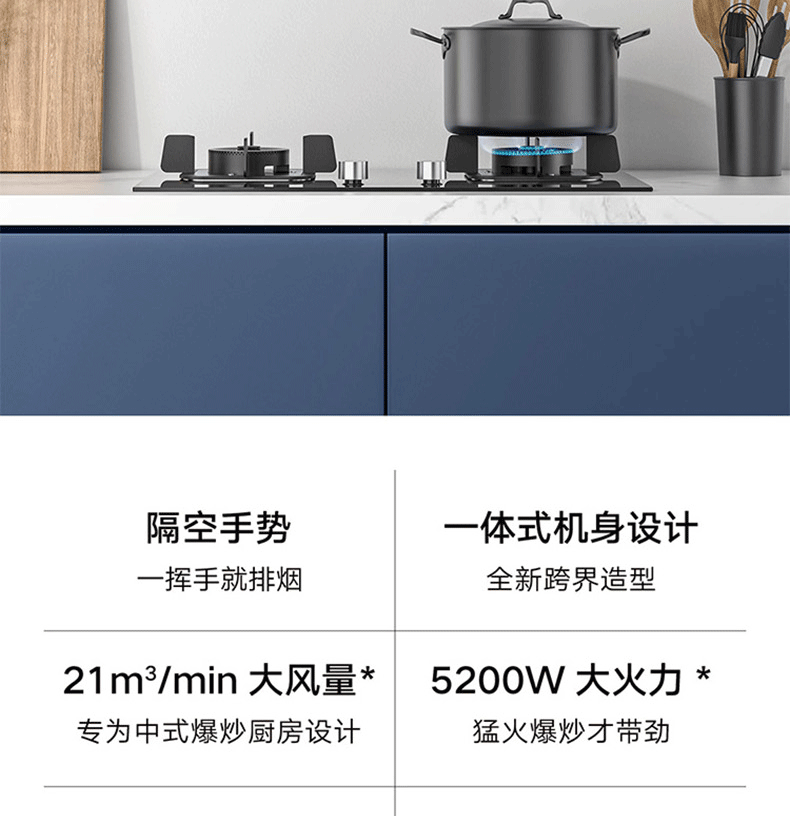 隔空手势
一挥手就排烟
一体式机身设计
全新跨界造型
21m³/min 大风量*
专为中式爆炒厨房设计
5200W 大火力 *
猛火爆炒才带劲